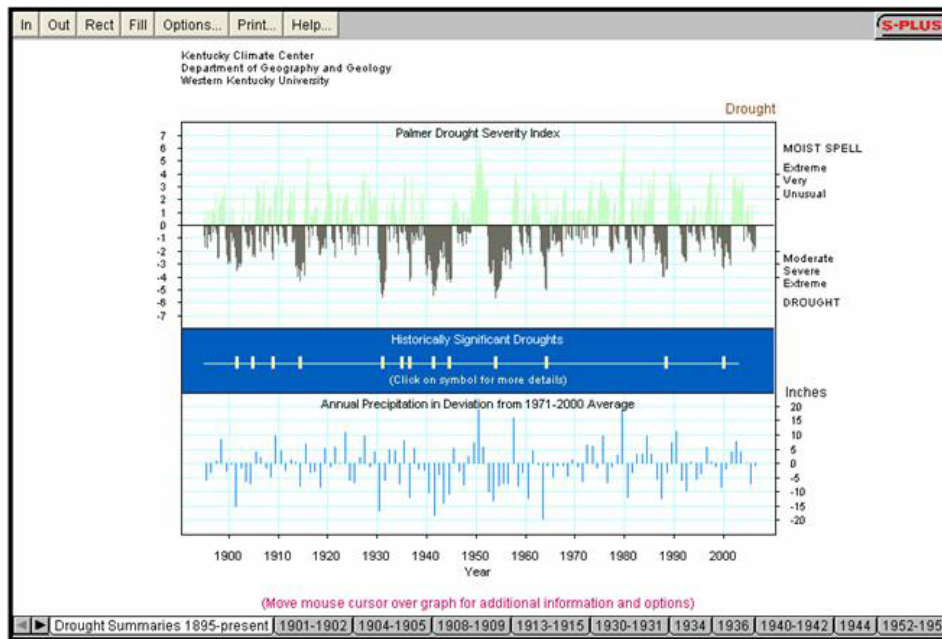 In Out Rect Fill Options... Print... Help...
S-PLUS
Kentucky Climate Center
Department of Geography and Geology
Western Kentucky University
Drought
Palmer Drought Severity Index
7
6
5
4
3
2
1
0
-1
-2
-3
-4
-5
-6
-7
MOIST SPELL
Extreme
Very
Unusual
Moderate
Severe
Extreme
DROUGHT
Historically Significant Droughts
(Click on symbol for more details)
Inches
Annual Precipitation in Deviation from 1971-2000 Average
20
15
10
5
0
-5
-10
-15
-20
1900 1910 1920 1930 1940 1950 1960 1970 1980 1990 2000
Year
(Move mouse cursor over graph for additional information and options)
Drought Summaries 1895-present 1901-1902 1904-1905 1908-1909 1913-1915 1930-1931 1934 1936 1940-1942 1944 1952-195